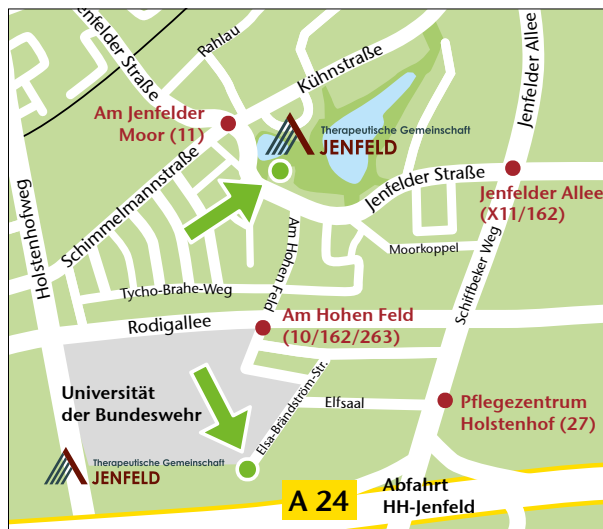 Jenfelder Straße
Rahlau
Kühnstraße
Jenfelder Allee
Am Jenfelder
Moor (11)
Therapeutische Gemeinschaft
JENFELD
Schimmelmannstraße
Holstenhofweg
Jenfelder Straße
Jenfelder Allee
(X11/162)
Am Hohen Feld
Moorkoppel
Schiffbeker Weg
Tycho-Brahe-Weg
Rodigallee
Am Hohen Feld
(10/162/263)
Universität
der Bundeswehr
Elsa-Brändström-Str.
Elfsaal
Pflegezentrum
Holstenhof (27)
Therapeutische Gemeinschaft
JENFELD
A 24
Abfahrt
HH-Jenfeld